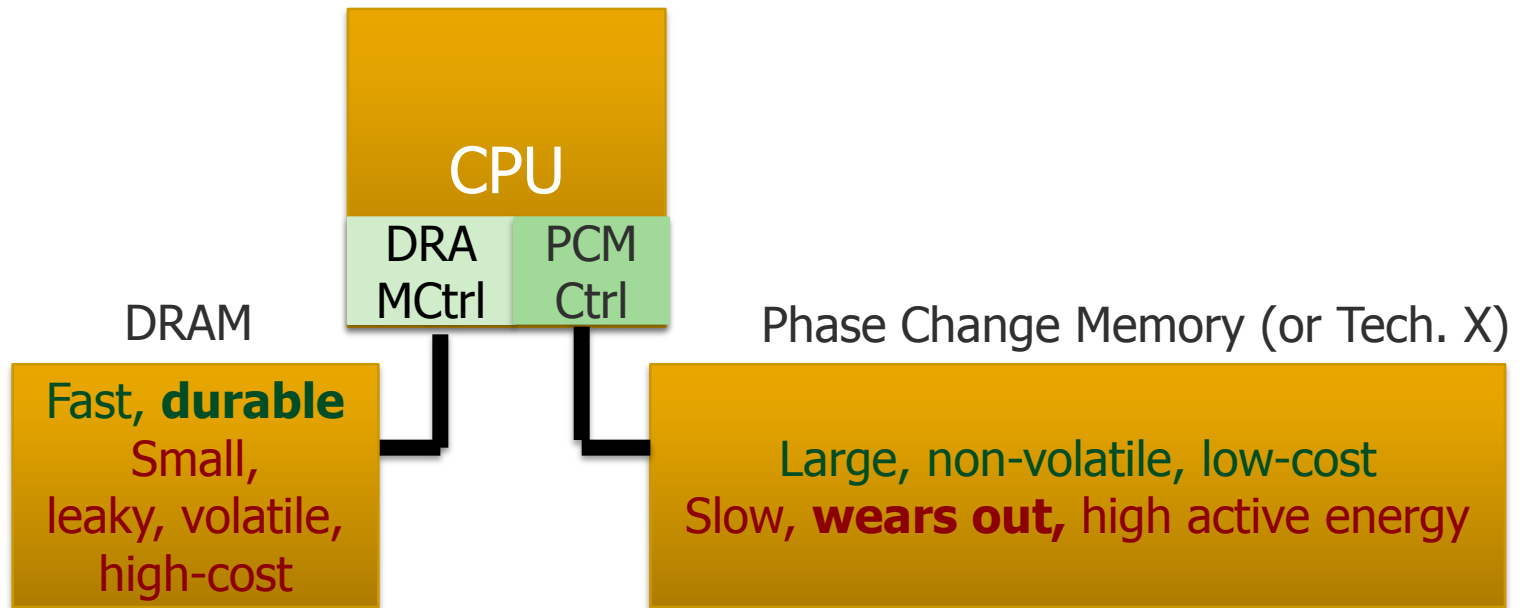 CPU
DRA
MCtrl
PCM
Ctrl
DRAM
Phase Change Memory (or Tech. X)
Fast, durable
Small,
leaky, volatile,
high-cost
Large, non-volatile, low-cost
Slow, wears out, high active energy